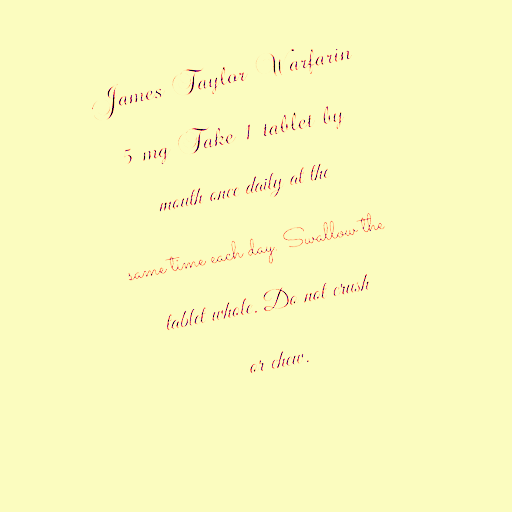 James Taylor Warfarin
5 mg Take 1 tablet by
mouth once daily at the
same time each day. Swallow the
tablet whole. Do not crush
or chew.